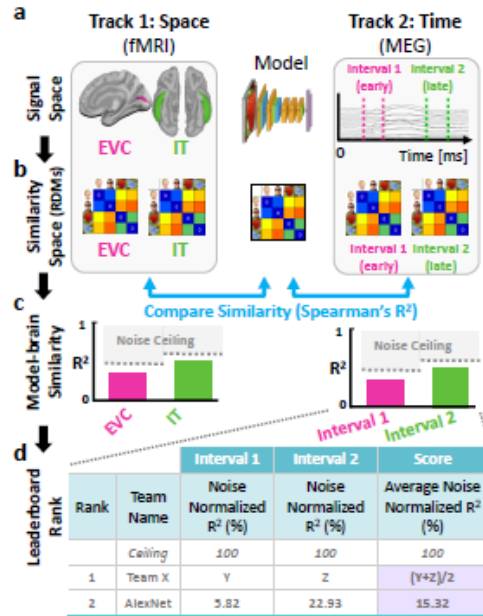 a
Track 1: Space
(fMRI)
Track 2: Time
(MEG)
Model
Signal
Space
EVC
IT
Interval 1
(early)
Interval 2
(late)
0
Time [ms]
b
Similarity
Space (RDMs)
EVC
IT
Interval 1
(early)
Interval 2
(late)
Compare Similarity (Spearman's R²)
c
Model-brain
Similarity
1
R²
0
Noise Ceiling
EVC
IT
1
R²
0
Noise Ceiling
Interval 1
Interval 2
d
Leaderboard
Rank
Interval 1 Interval 2 Score
Rank Team Name Noise Normalized R² (%) Noise Normalized R² (%) Average Noise Normalized R² (%)
Ceiling 100 100 100
1 Team X Y Z (Y+Z)/2
2 AlexNet 5.82 22.93 15.32